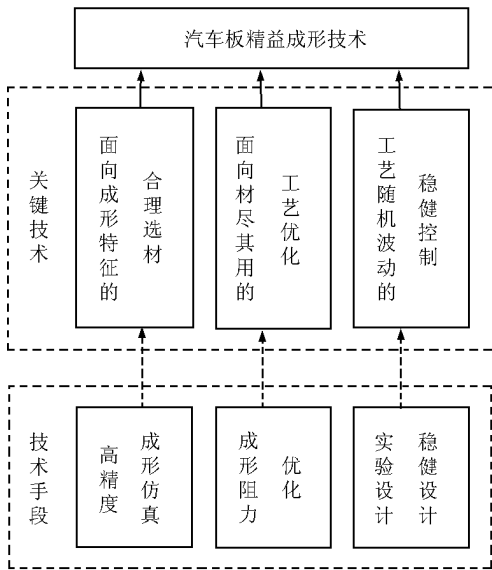 汽车板精益成形技术
关键技术
面向成形特征的
合理选材
面向材尽其用的
工艺优化
工艺随机波动的
稳健控制
技术手段
高精度
成形仿真
成形阻力
优化
实验设计
稳健设计